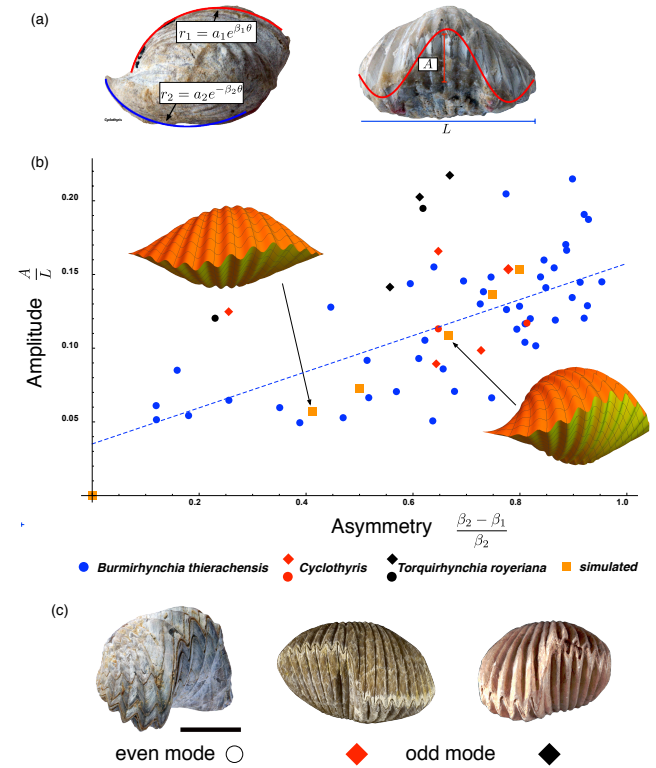 (a)
r₁ = a₁e^{β₁θ}
r₂ = a₂e^{-β₂θ}
Cyclothyris
A
L
(b)
Amplitude A/L
0.20
0.15
0.10
0.05
0.2 0.4 0.6 0.8 1.0
Asymmetry (β₂ − β₁)/β₂
Burmirhynchia thierachensis Cyclothyris Torquirhynchia royeriana simulated
(c)
even mode odd mode